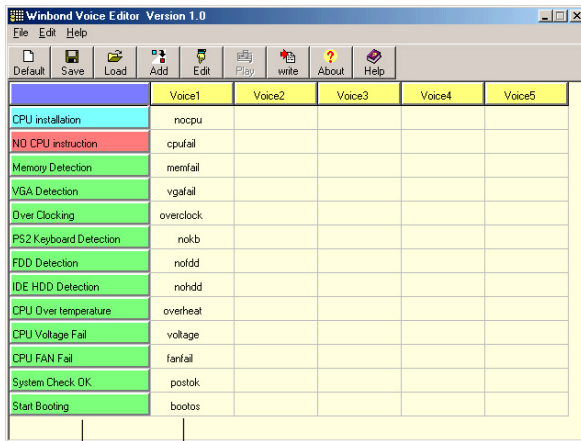 Winbond Voice Editor Version 1.0
File Edit Help
Default Save Load Add Edit Play write About Help
Voice1 Voice2 Voice3 Voice4 Voice5
CPU installation nocpu
NO CPU instruction cpufail
Memory Detection memfail
VGA Detection vgafail
Over Clocking overclock
PS2 Keyboard Detection nokb
FDD Detection nofdd
IDE HDD Detection nohdd
CPU Over temperature overheat
CPU Voltage Fail voltage
CPU FAN Fail fanfail
System Check OK postok
Start Booting bootos